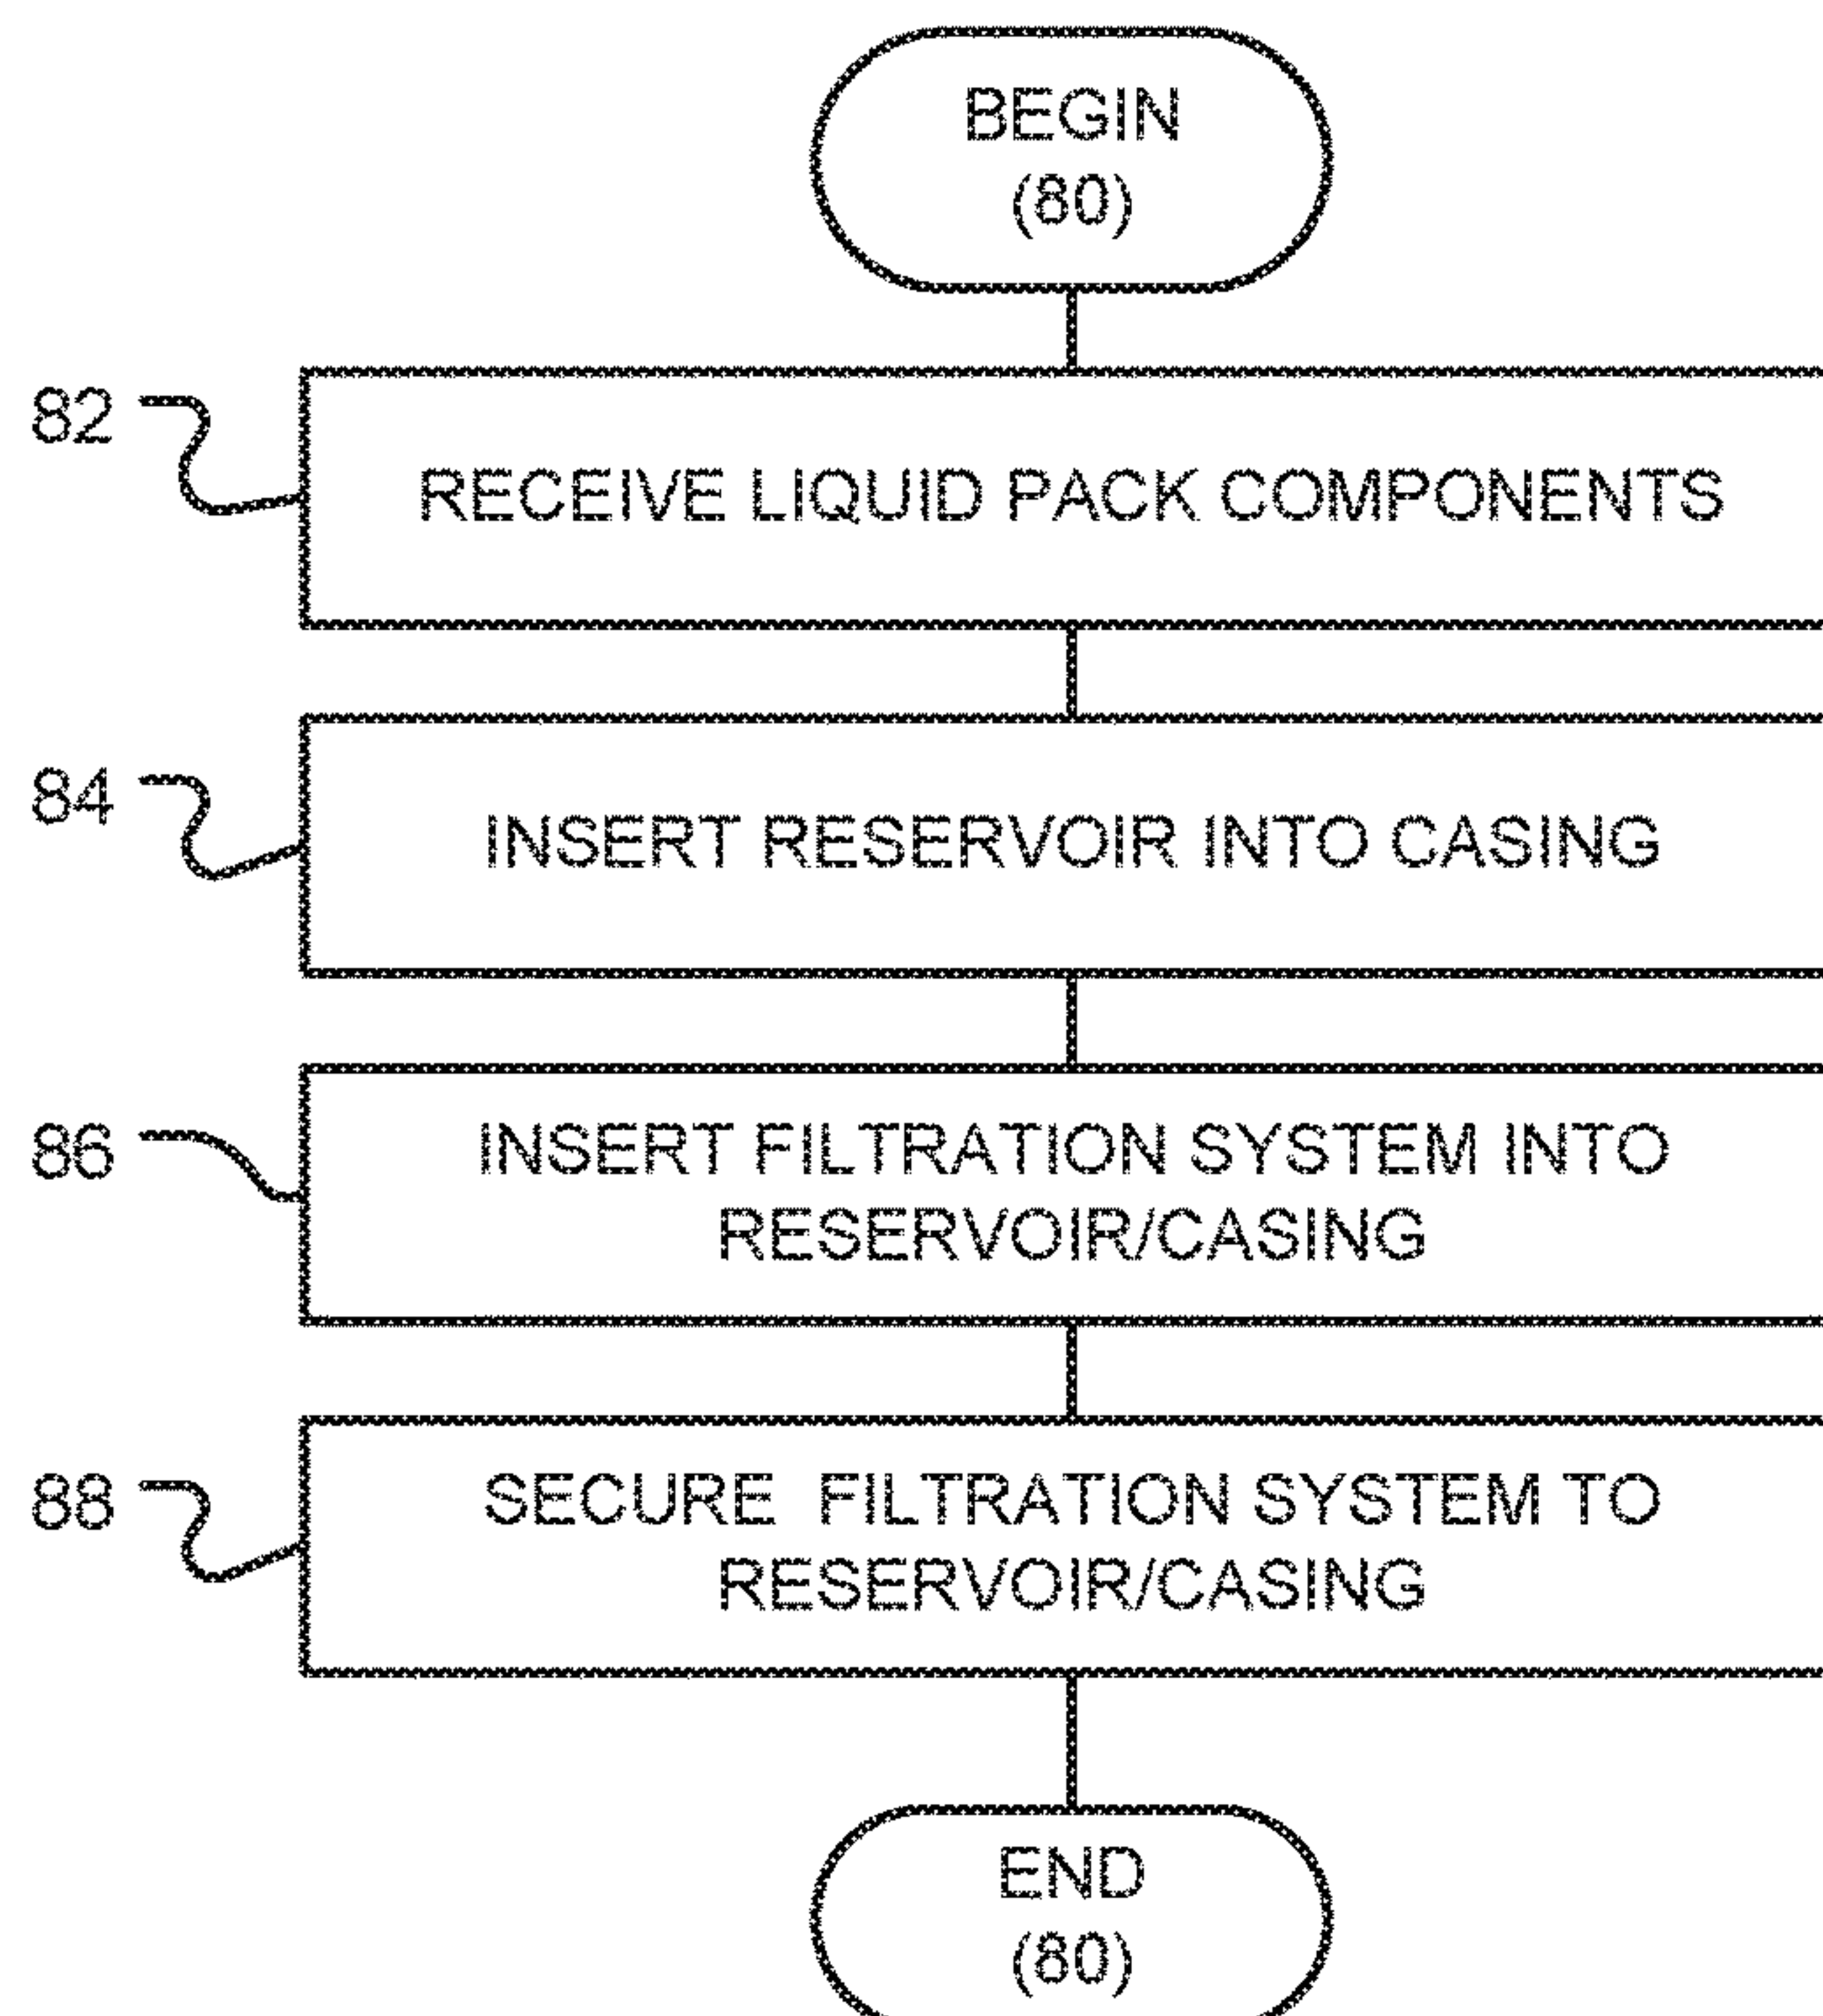 BEGIN
(80)
82
RECEIVE LIQUID PACK COMPONENTS
84
INSERT RESERVOIR INTO CASING
86
INSERT FILTRATION SYSTEM INTO
RESERVOIR/CASING
88
SECURE FILTRATION SYSTEM TO
RESERVOIR/CASING
END
(80)